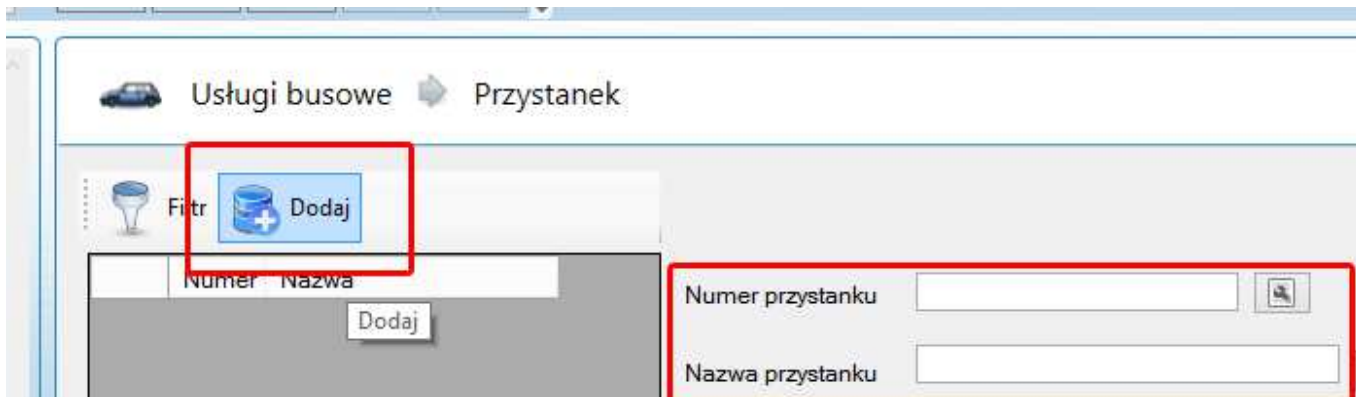 Usługi busowe Przystanek
Filtr Dodaj
Numer Nazwa
Dodaj
Numer przystanku
Nazwa przystanku